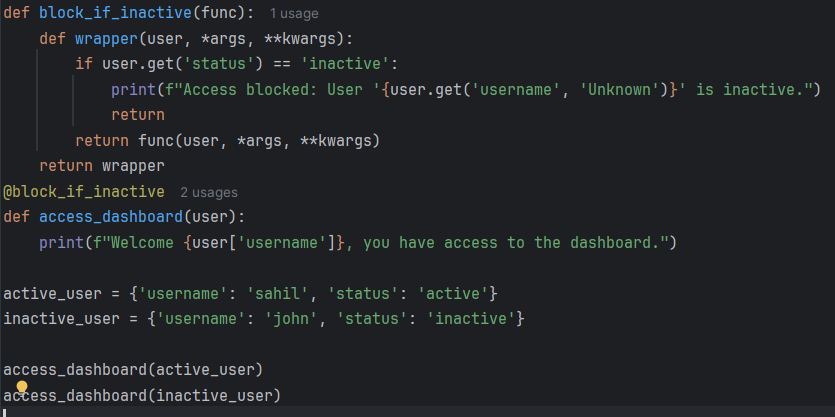 def block_if_inactive(func):  1 usage
    def wrapper(user, *args, **kwargs):
        if user.get('status') == 'inactive':
            print(f"Access blocked: User '{user.get('username', 'Unknown')}' is inactive.")
            return
        return func(user, *args, **kwargs)
    return wrapper
@block_if_inactive  2 usages
def access_dashboard(user):
    print(f"Welcome {user['username']}, you have access to the dashboard.")

active_user = {'username': 'sahil', 'status': 'active'}
inactive_user = {'username': 'john', 'status': 'inactive'}

access_dashboard(active_user)
access_dashboard(inactive_user)